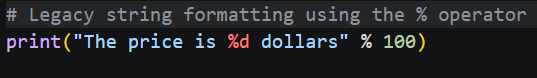 # Legacy string formatting using the % operator
print("The price is %d dollars" % 100)